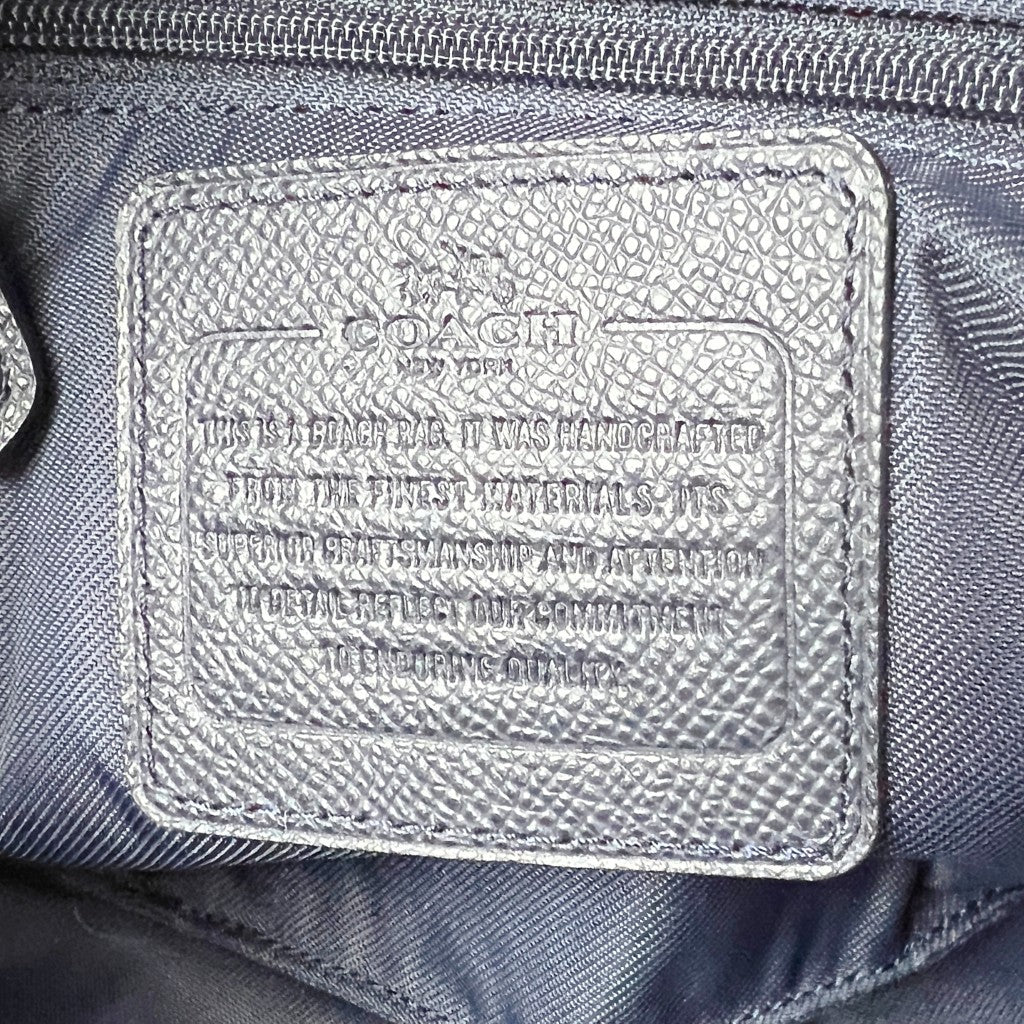 COACH
NEW YORK
THIS IS A COACH BAG. IT WAS HANDCRAFTED
FROM THE FINEST MATERIALS. ITS
SUPERIOR CRAFTSMANSHIP AND ATTENTION
TO DETAIL REFLECT OUR COMMITMENT
TO ENDURING QUALITY.